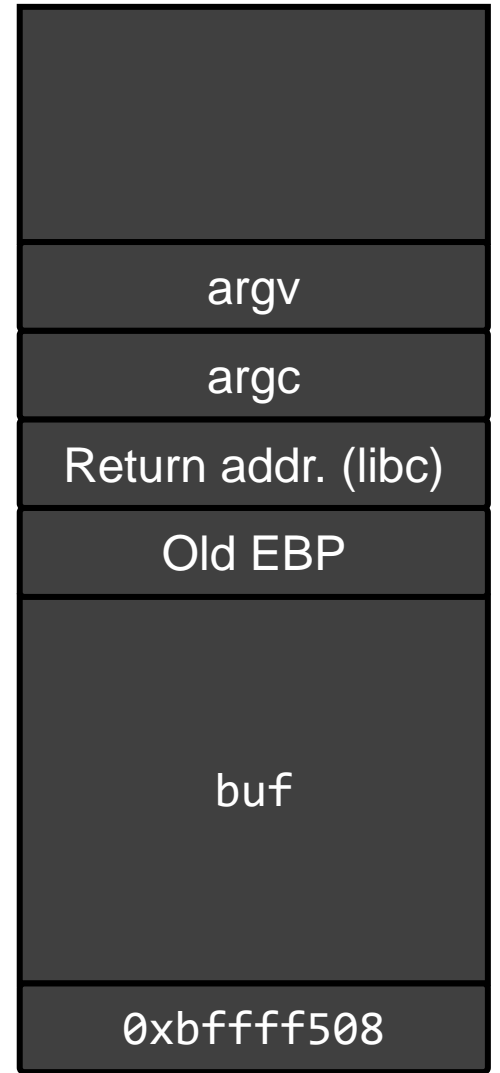 argv
argc
Return addr. (libc)
Old EBP
buf
0xbffff508